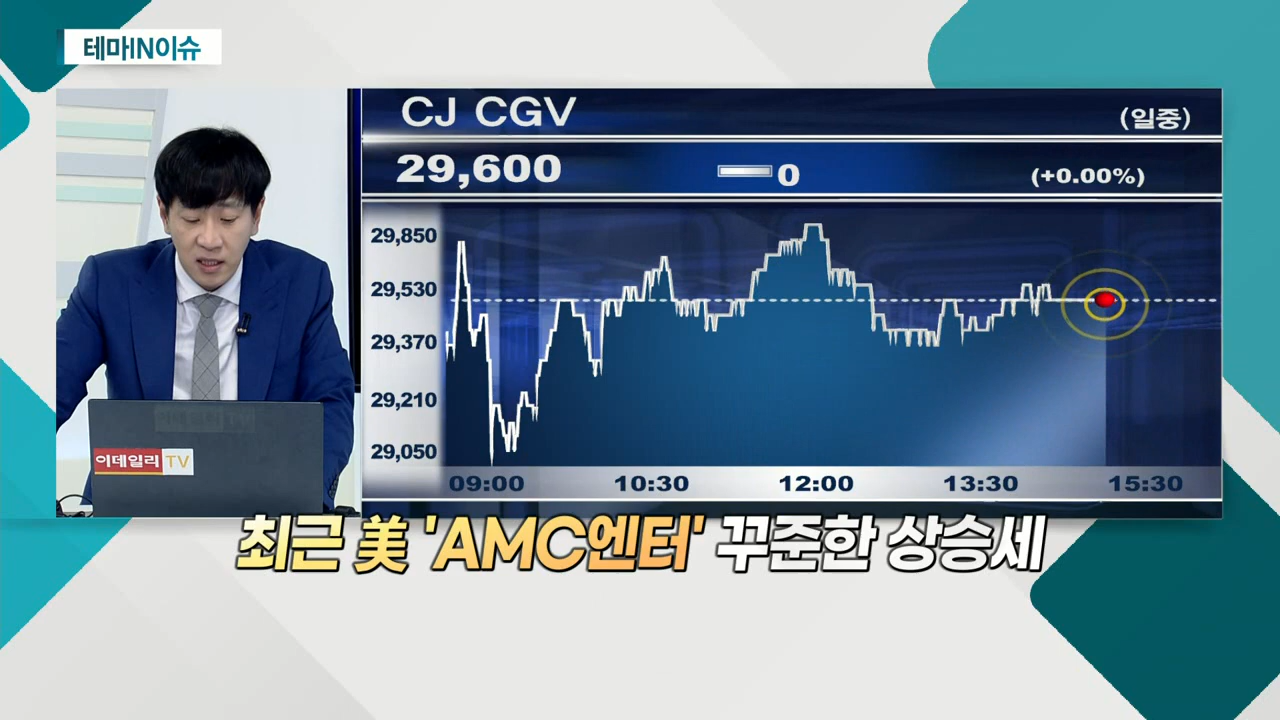 테마IN이슈
CJ CGV
(일중)
29,600
0
(+0.00%)
29,850
29,530
29,370
29,210
29,050
09:00
10:30
12:00
13:30
15:30
이데일리 TV
최근 美 'AMC엔터' 꾸준한 상승세